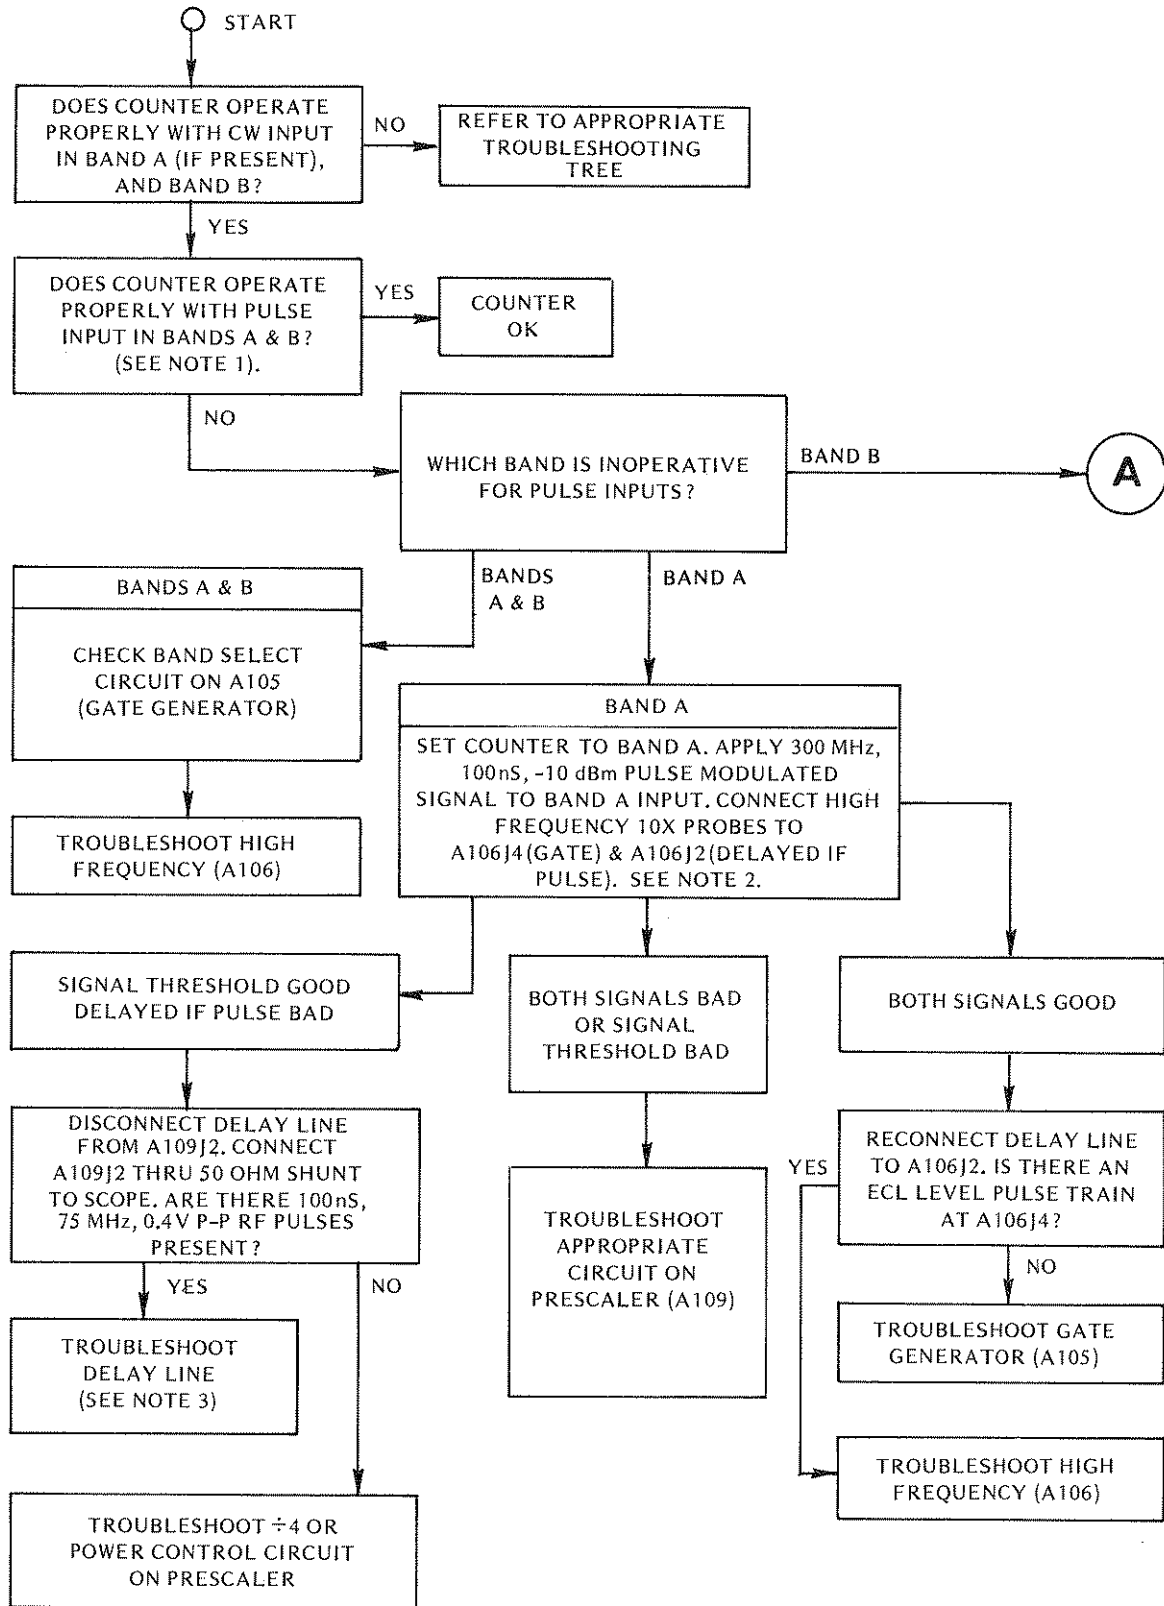 START
DOES COUNTER OPERATE
PROPERLY WITH CW INPUT
IN BAND A (IF PRESENT),
AND BAND B?
NO
REFER TO APPROPRIATE
TROUBLESHOOTING
TREE
YES
DOES COUNTER OPERATE
PROPERLY WITH PULSE
INPUT IN BANDS A & B?
(SEE NOTE 1).
YES
COUNTER
OK
NO
WHICH BAND IS INOPERATIVE
FOR PULSE INPUTS?
BAND B
A
BANDS
A & B
BAND A
BANDS A & B
CHECK BAND SELECT
CIRCUIT ON A105
(GATE GENERATOR)
TROUBLESHOOT HIGH
FREQUENCY (A106)
BAND A
SET COUNTER TO BAND A. APPLY 300 MHz,
100nS, -10 dBm PULSE MODULATED
SIGNAL TO BAND A INPUT. CONNECT HIGH
FREQUENCY 10X PROBES TO
A106J4(GATE) & A106J2(DELAYED IF
PULSE). SEE NOTE 2.
SIGNAL THRESHOLD GOOD
DELAYED IF PULSE BAD
BOTH SIGNALS BAD
OR SIGNAL
THRESHOLD BAD
BOTH SIGNALS GOOD
DISCONNECT DELAY LINE
FROM A109J2. CONNECT
A109J2 THRU 50 OHM SHUNT
TO SCOPE. ARE THERE 100nS,
75 MHz, 0.4V P-P RF PULSES
PRESENT?
YES
NO
TROUBLESHOOT
DELAY LINE
(SEE NOTE 3)
TROUBLESHOOT ÷4 OR
POWER CONTROL CIRCUIT
ON PRESCALER
TROUBLESHOOT
APPROPRIATE
CIRCUIT ON
PRESCALER (A109)
RECONNECT DELAY LINE
TO A106J2. IS THERE AN
ECL LEVEL PULSE TRAIN
AT A106J4?
YES
NO
TROUBLESHOOT GATE
GENERATOR (A105)
TROUBLESHOOT HIGH
FREQUENCY (A106)